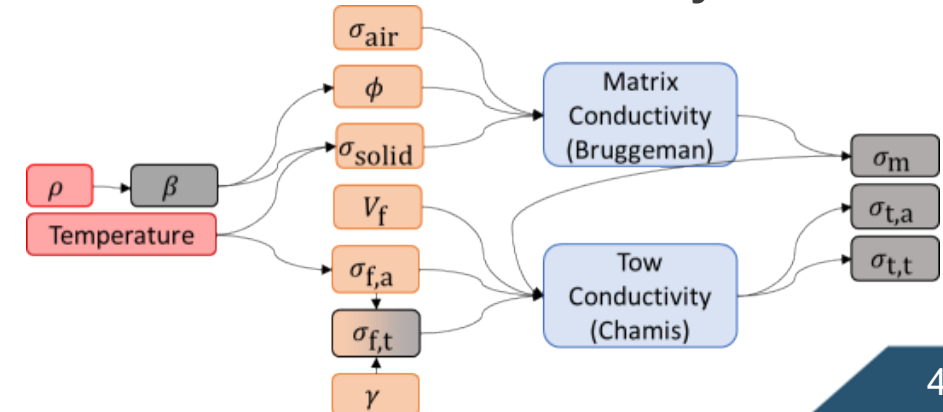 σair
ϕ
σsolid
ρ
β
Temperature
Vf
σf,a
σf,t
γ
Matrix
Conductivity
(Bruggeman)
Tow
Conductivity
(Chamis)
σm
σt,a
σt,t
4